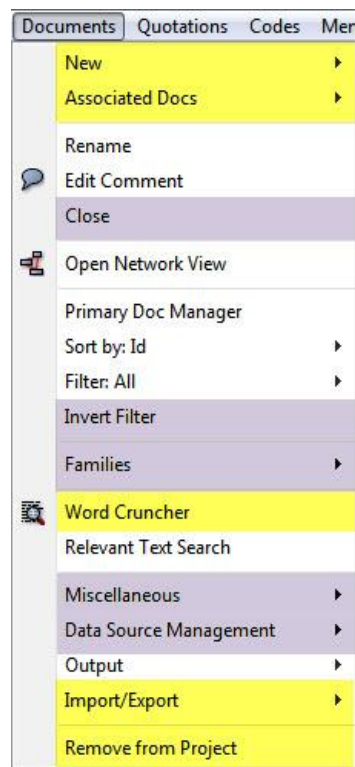 Documents Quotations Codes Mer
New
Associated Docs
Rename
Edit Comment
Close
Open Network View
Primary Doc Manager
Sort by: Id
Filter: All
Invert Filter
Families
Word Cruncher
Relevant Text Search
Miscellaneous
Data Source Management
Output
Import/Export
Remove from Project